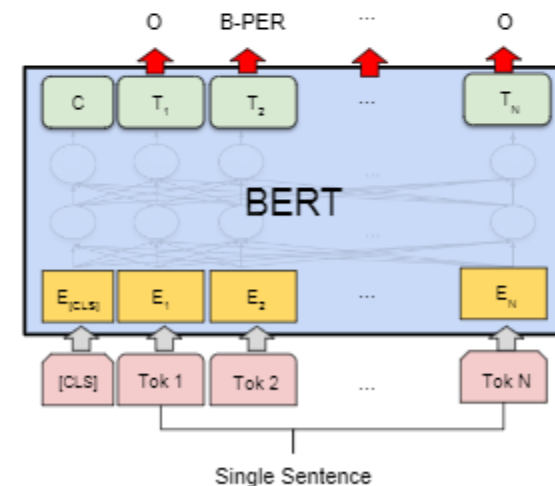 O B-PER ... O
C T1 T2 ... TN
...
BERT
...
E[CLS] E1 E2 ... EN
[CLS] Tok 1 Tok 2 ... Tok N
Single Sentence